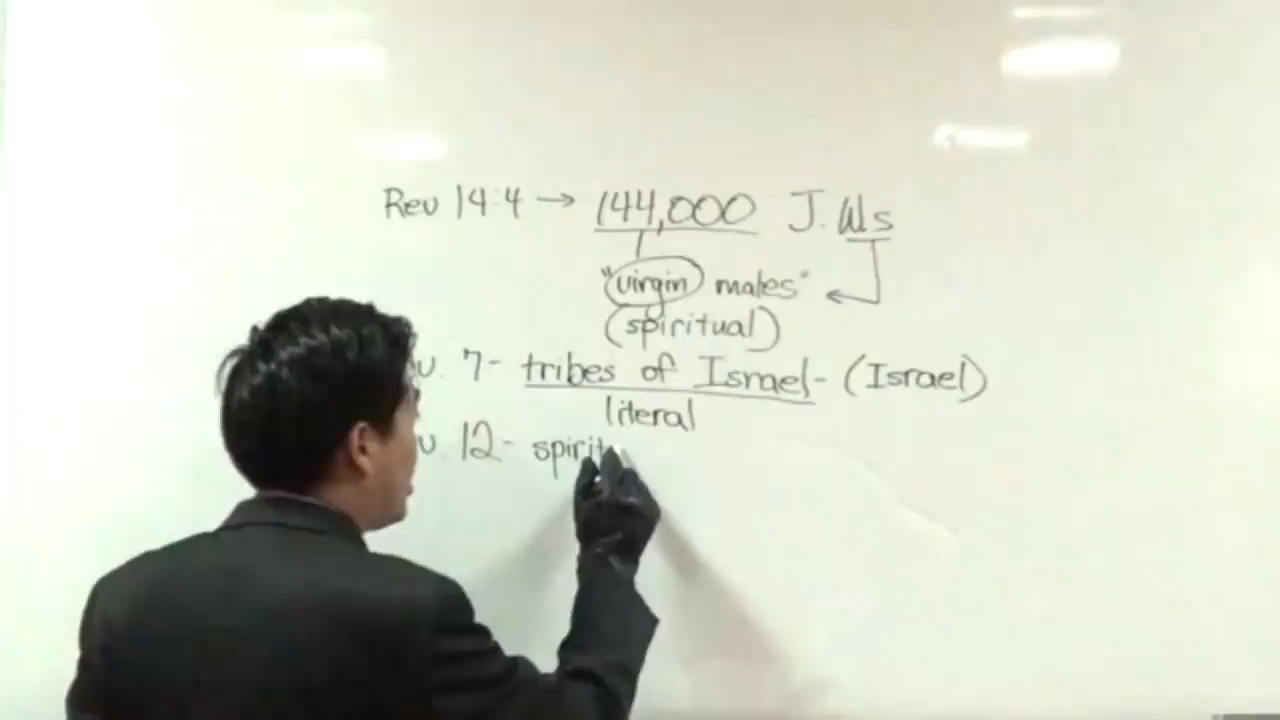 Rev 14:4 → 144,000 J.Ws
"virgin males"
(spiritual)
v. 7- tribes of Israel- (Israel)
literal
v. 12- spirit